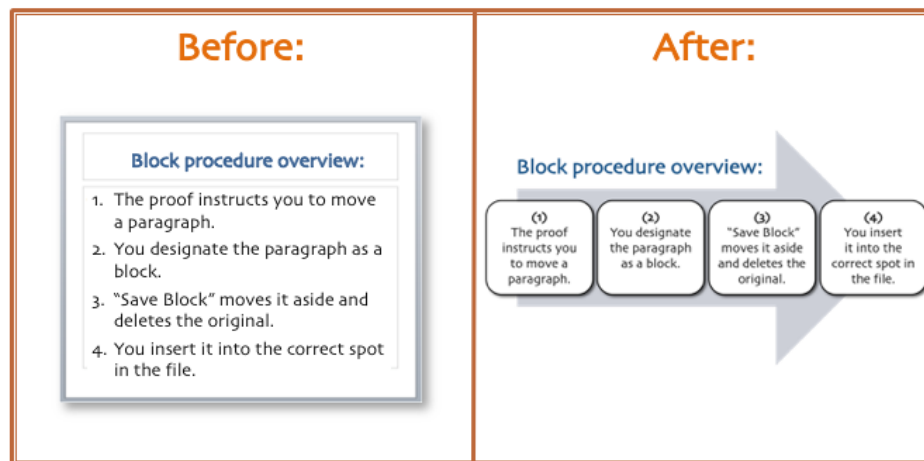 Before:
Block procedure overview:
1. The proof instructs you to move
a paragraph.
2. You designate the paragraph as a
block.
3. “Save Block” moves it aside and
deletes the original.
4. You insert it into the correct spot
in the file.
After:
Block procedure overview:
(1)
The proof
instructs you
to move a
paragraph.
(2)
You designate
the paragraph
as a block.
(3)
“Save Block”
moves it aside
and deletes the
original.
(4)
You insert
it into the
correct spot in
the file.